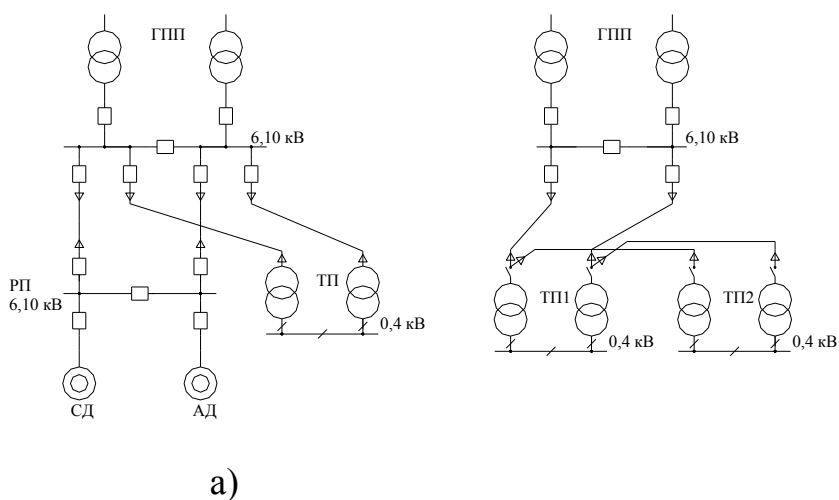 ГПП
ГПП
6,10 кВ
6,10 кВ
РП
6,10 кВ
ТП
0,4 кВ
ТП1
0,4 кВ
ТП2
0,4 кВ
СД
АД
а)